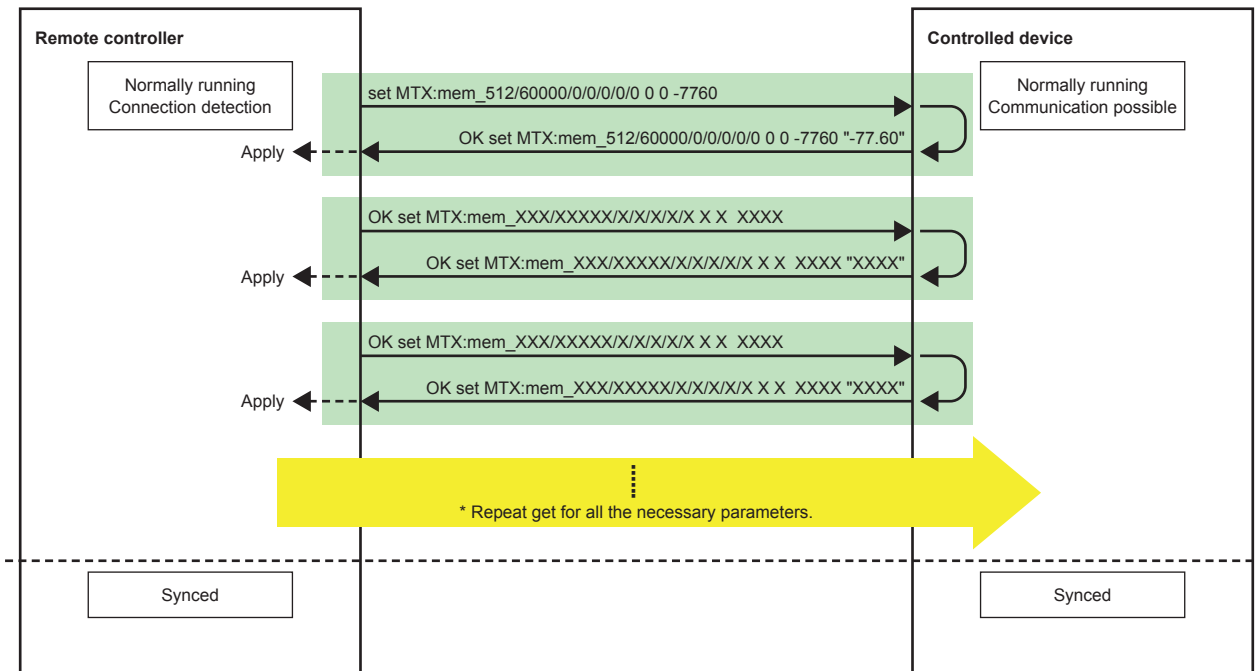 Remote controller
Controlled device
Normally running
Connection detection
Normally running
Communication possible
set MTX:mem_512/60000/0/0/0/0/0 0 0 -7760
OK set MTX:mem_512/60000/0/0/0/0/0 0 0 -7760 "-77.60"
Apply
OK set MTX:mem_XXX/XXXXX/X/X/X/X/X X X  XXXX
OK set MTX:mem_XXX/XXXXX/X/X/X/X/X X X  XXXX "XXXX"
Apply
OK set MTX:mem_XXX/XXXXX/X/X/X/X/X X X  XXXX
OK set MTX:mem_XXX/XXXXX/X/X/X/X/X X X  XXXX "XXXX"
Apply
* Repeat get for all the necessary parameters.
Synced
Synced